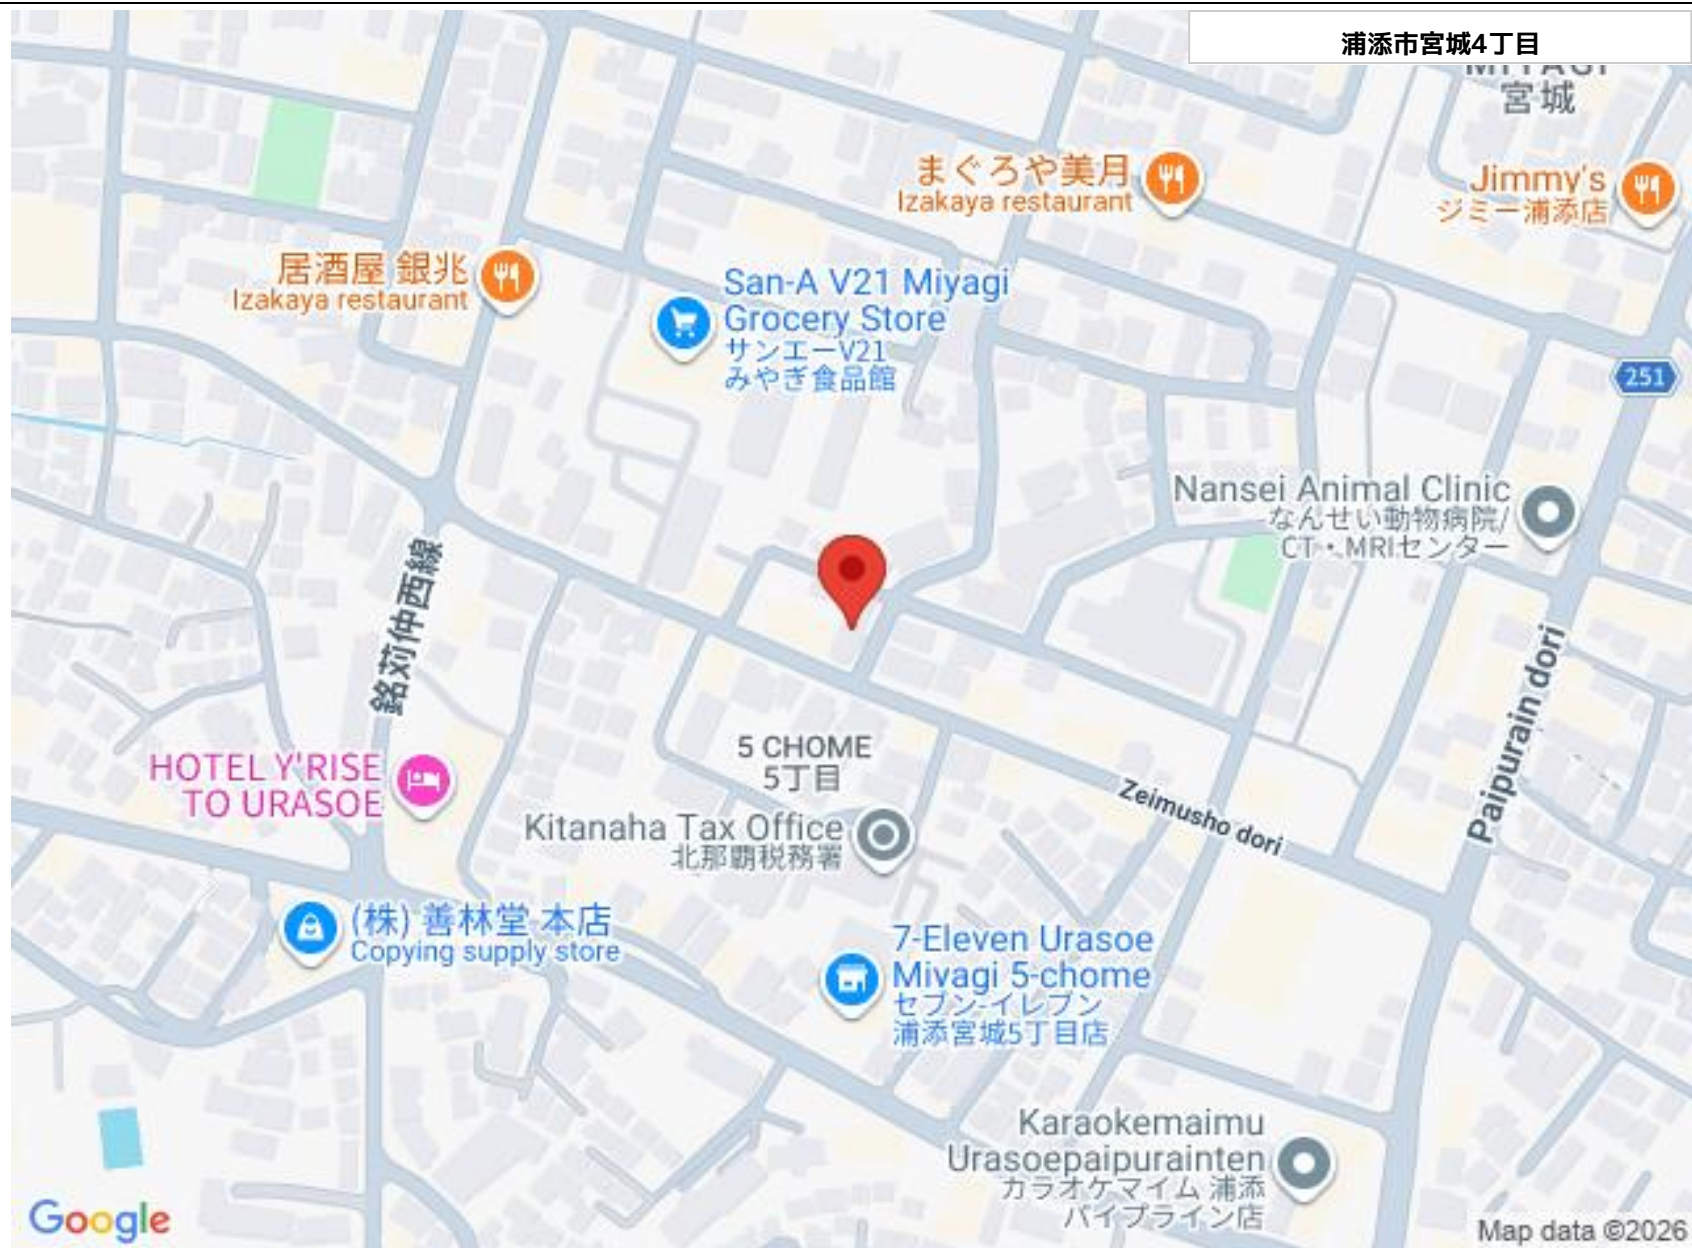 浦添市宮城4丁目
MIYAGI
宮城
まぐろや美月
Izakaya restaurant
Jimmy's
ジミー浦添店
居酒屋 銀兆
Izakaya restaurant
San-A V21 Miyagi
Grocery Store
サンエーV21
みやぎ食品館
251
Nansei Animal Clinic
なんせい動物病院/
CT・MRIセンター
銘苅仲西線
Paipurain dori
5 CHOME
5丁目
HOTEL Y'RISE
TO URASOE
Zeimusho dori
Kitanaha Tax Office
北那覇税務署
(株) 善林堂 本店
Copying supply store
7-Eleven Urasoe
Miyagi 5-chome
セブン-イレブン
浦添宮城5丁目店
Karaokemaimu
Urasoepaipurainten
カラオケマイム 浦添
パイプライン店
Google
Map data ©2026